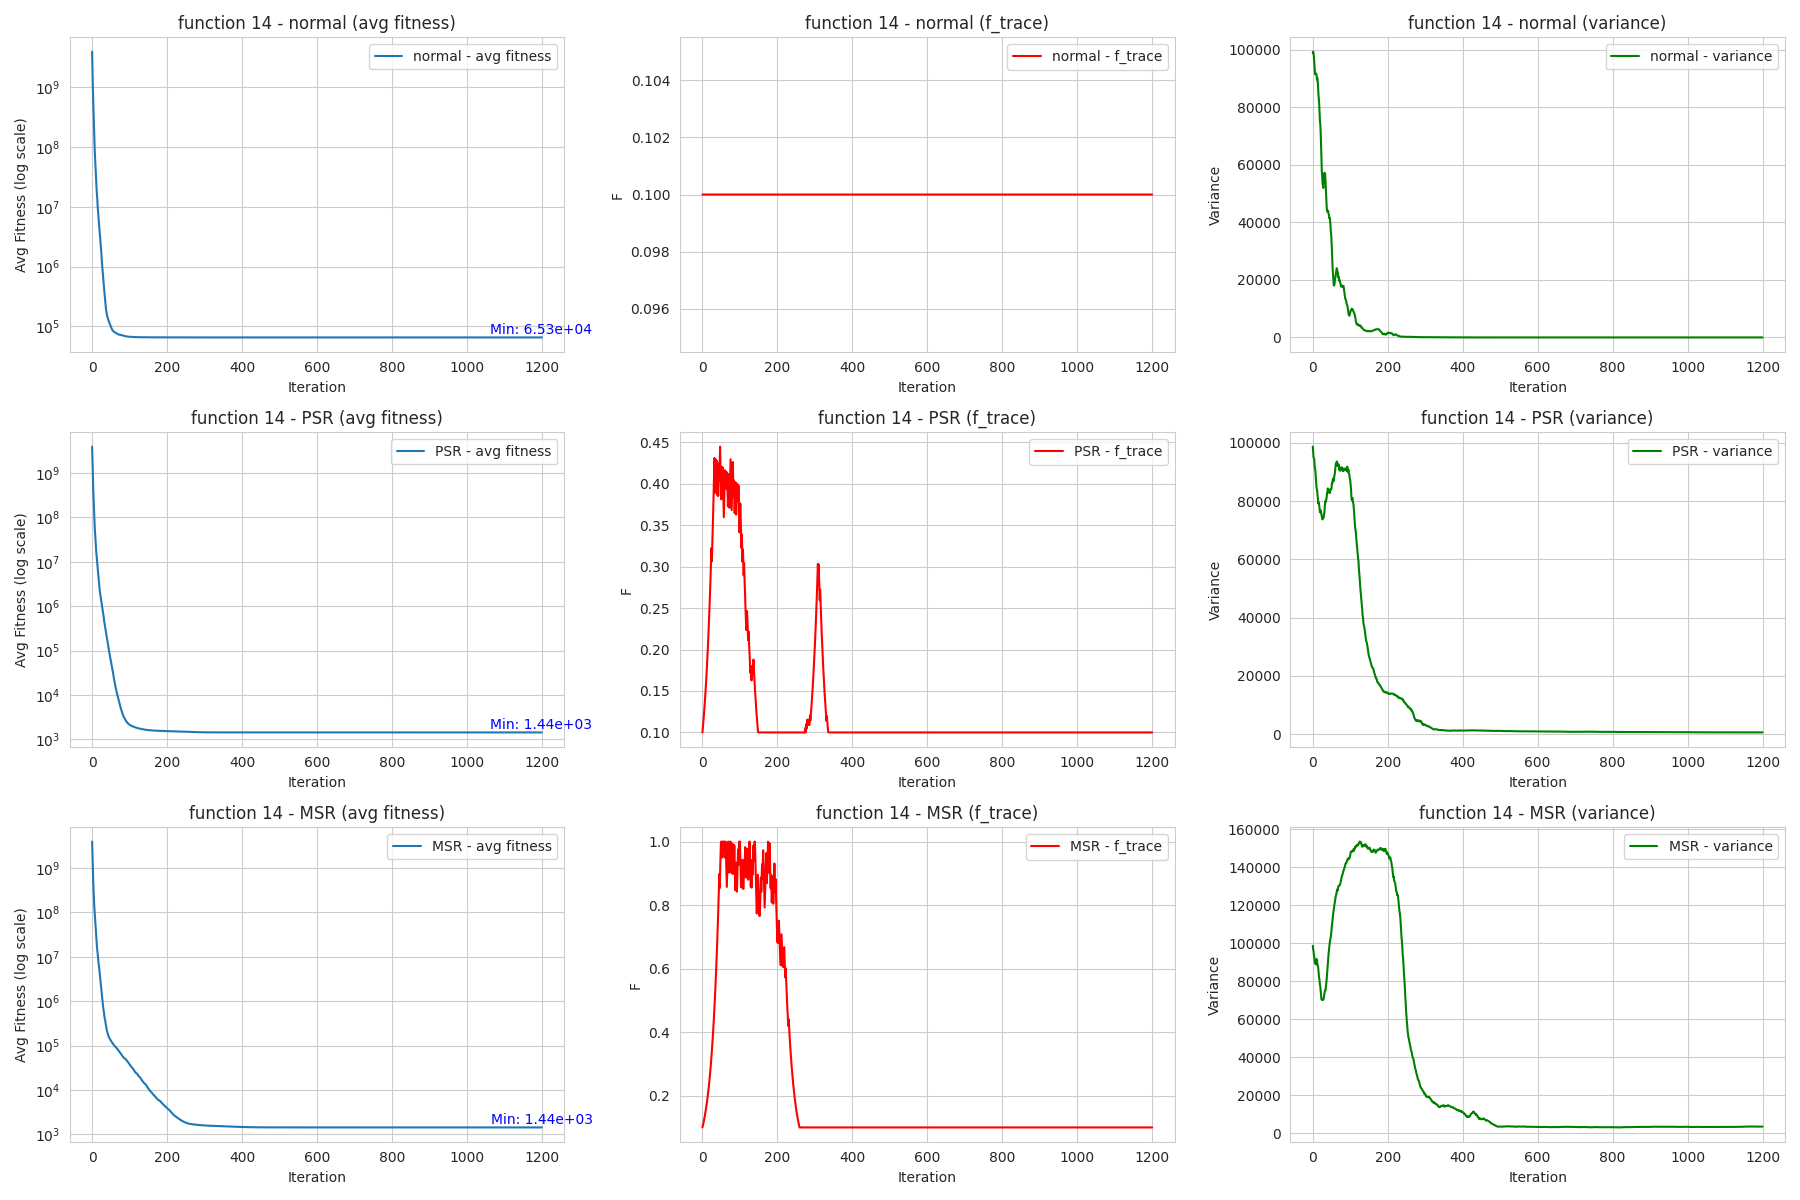 function 14 - normal (avg fitness)
normal - avg fitness
Avg Fitness (log scale)
10^9
10^8
10^7
10^6
10^5
Min: 6.53e+04
0 200 400 600 800 1000 1200
Iteration
function 14 - normal (f_trace)
normal - f_trace
F
0.104
0.102
0.100
0.098
0.096
0 200 400 600 800 1000 1200
Iteration
function 14 - normal (variance)
normal - variance
Variance
100000
80000
60000
40000
20000
0
0 200 400 600 800 1000 1200
Iteration
function 14 - PSR (avg fitness)
PSR - avg fitness
Avg Fitness (log scale)
10^9
10^8
10^7
10^6
10^5
10^4
10^3
Min: 1.44e+03
0 200 400 600 800 1000 1200
Iteration
function 14 - PSR (f_trace)
PSR - f_trace
F
0.45
0.40
0.35
0.30
0.25
0.20
0.15
0.10
0 200 400 600 800 1000 1200
Iteration
function 14 - PSR (variance)
PSR - variance
Variance
100000
80000
60000
40000
20000
0
0 200 400 600 800 1000 1200
Iteration
function 14 - MSR (avg fitness)
MSR - avg fitness
Avg Fitness (log scale)
10^9
10^8
10^7
10^6
10^5
10^4
10^3
Min: 1.44e+03
0 200 400 600 800 1000 1200
Iteration
function 14 - MSR (f_trace)
MSR - f_trace
F
1.0
0.8
0.6
0.4
0.2
0 200 400 600 800 1000 1200
Iteration
function 14 - MSR (variance)
MSR - variance
Variance
160000
140000
120000
100000
80000
60000
40000
20000
0
0 200 400 600 800 1000 1200
Iteration